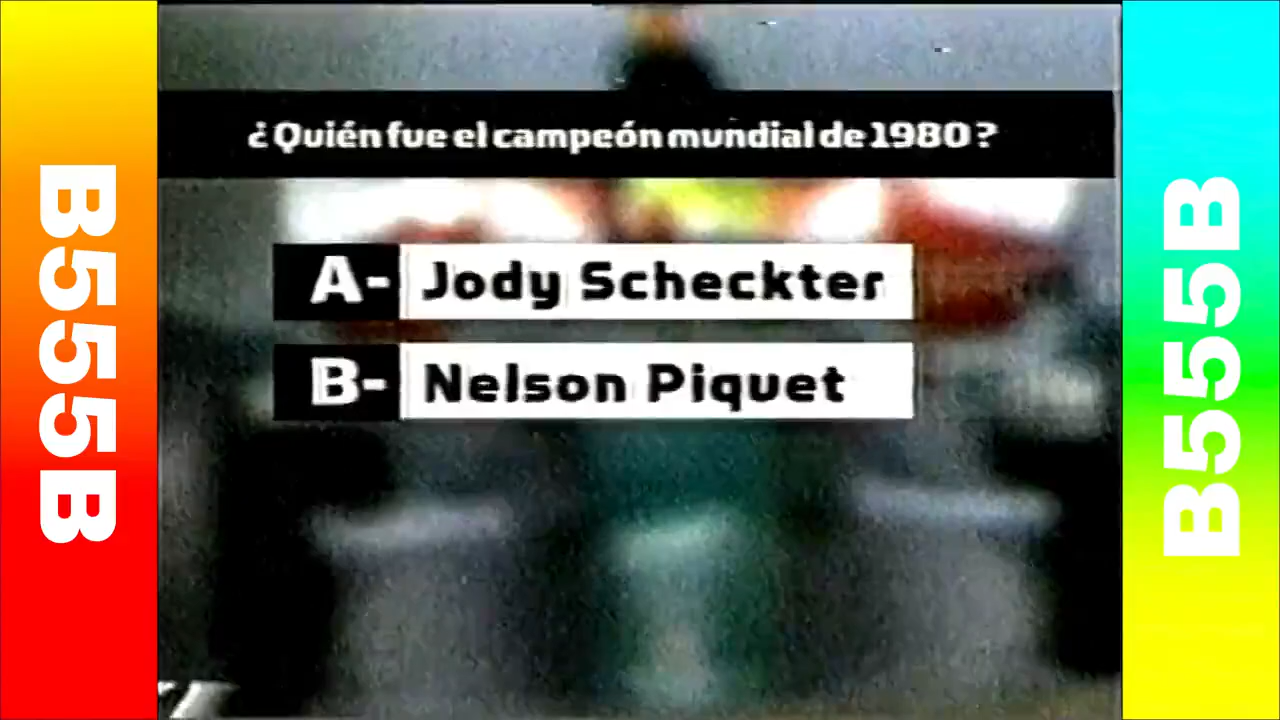 ¿Quién fue el campeón mundial de 1980?
A- Jody Scheckter
B- Nelson Piquet
B555B
B555B